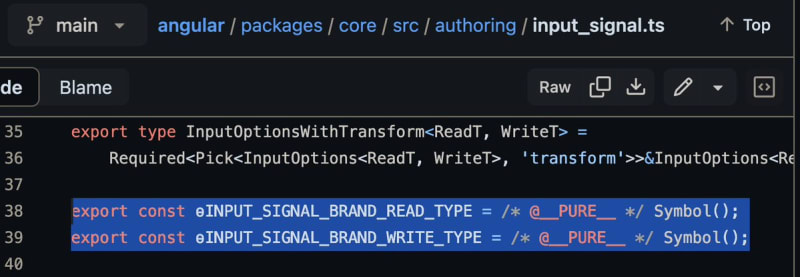 main angular / packages / core / src / authoring / input_signal.ts Top
de Blame Raw
35 export type InputOptionsWithTransform<ReadT, WriteT> =
36 Required<Pick<InputOptions<ReadT, WriteT>, 'transform'>>&InputOptions<Re
37
38 export const ɵINPUT_SIGNAL_BRAND_READ_TYPE = /* @__PURE__ */ Symbol();
39 export const ɵINPUT_SIGNAL_BRAND_WRITE_TYPE = /* @__PURE__ */ Symbol();
40